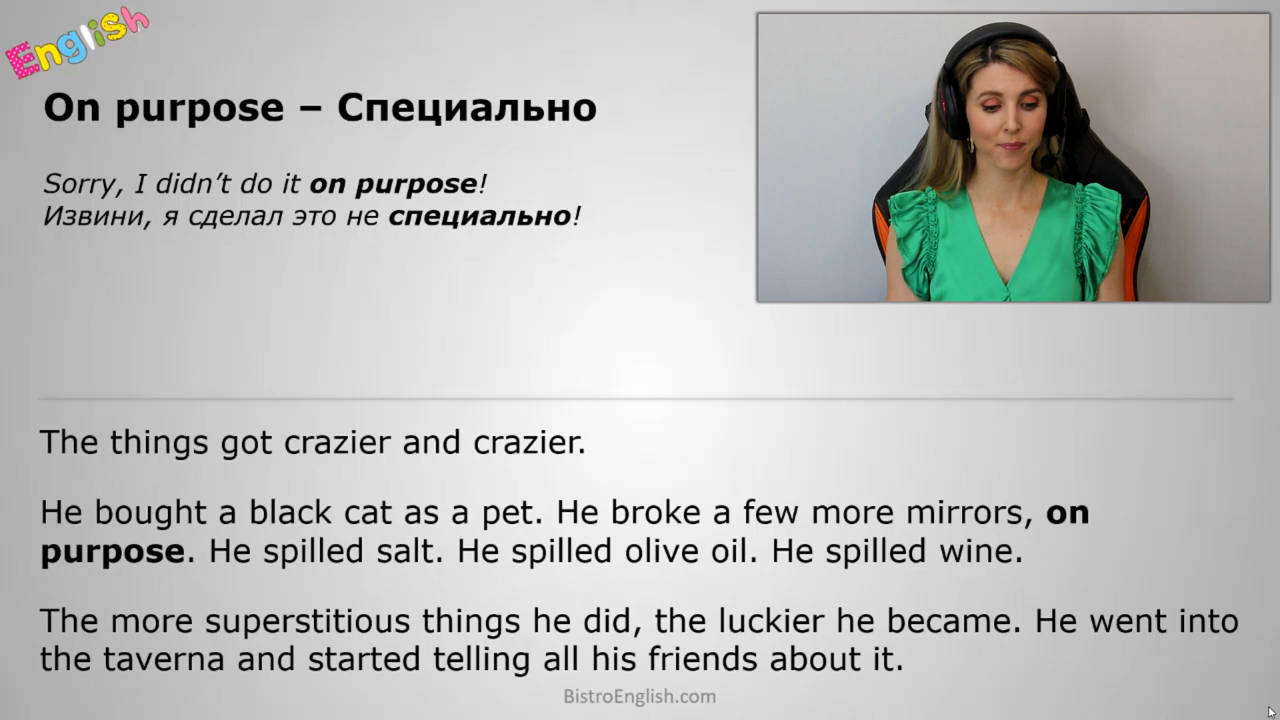 English
On purpose – Специально
Sorry, I didn’t do it on purpose!
Извини, я сделал это не специально!
The things got crazier and crazier.
He bought a black cat as a pet. He broke a few more mirrors, on
purpose. He spilled salt. He spilled olive oil. He spilled wine.
The more superstitious things he did, the luckier he became. He went into
the taverna and started telling all his friends about it.
BistroEnglish.com